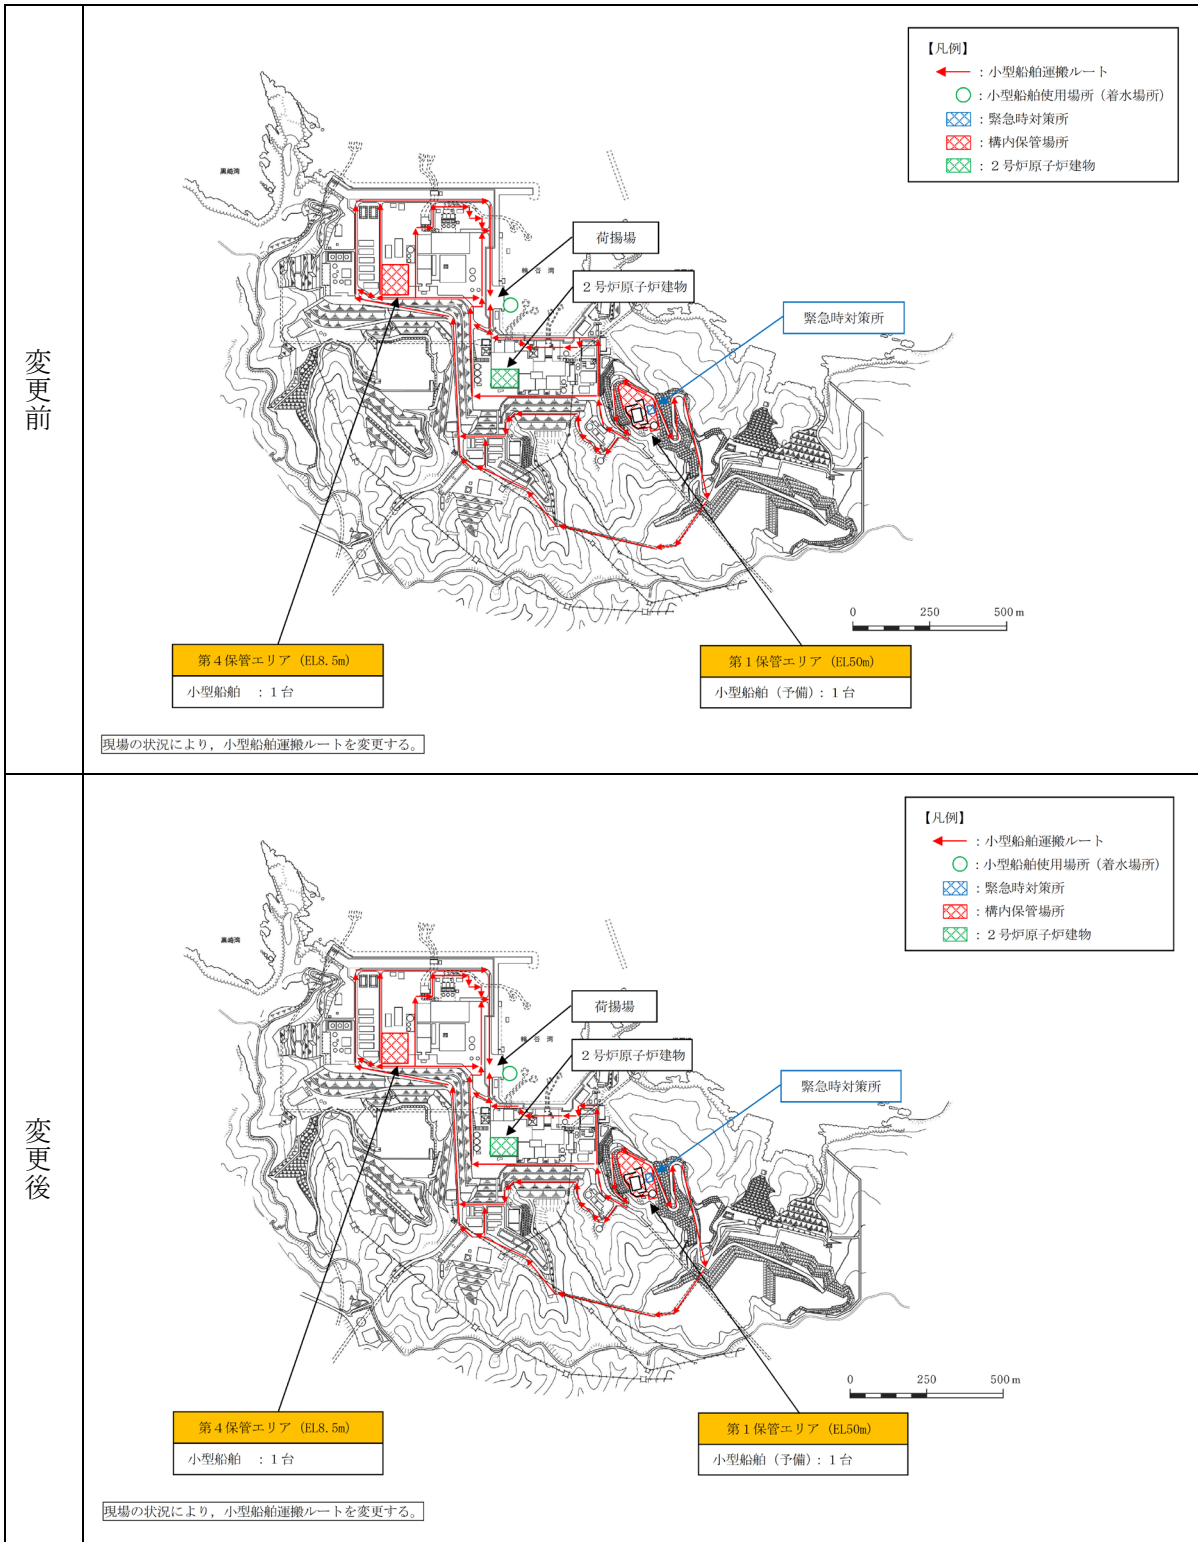 変更前
【凡例】
：小型船舶運搬ルート
：小型船舶使用場所（着水場所）
：緊急時対策所
：構内保管場所
：２号炉原子炉建物
黒崎湾
荷揚場
輪谷湾
２号炉原子炉建物
緊急時対策所
0 250 500m
第４保管エリア（EL8.5m）
小型船舶　：１台
第１保管エリア（EL50m）
小型船舶（予備）：１台
現場の状況により，小型船舶運搬ルートを変更する。
変更後
【凡例】
：小型船舶運搬ルート
：小型船舶使用場所（着水場所）
：緊急時対策所
：構内保管場所
：２号炉原子炉建物
黒崎湾
荷揚場
輪谷湾
２号炉原子炉建物
緊急時対策所
0 250 500m
第４保管エリア（EL8.5m）
小型船舶　：１台
第１保管エリア（EL50m）
小型船舶（予備）：１台
現場の状況により，小型船舶運搬ルートを変更する。